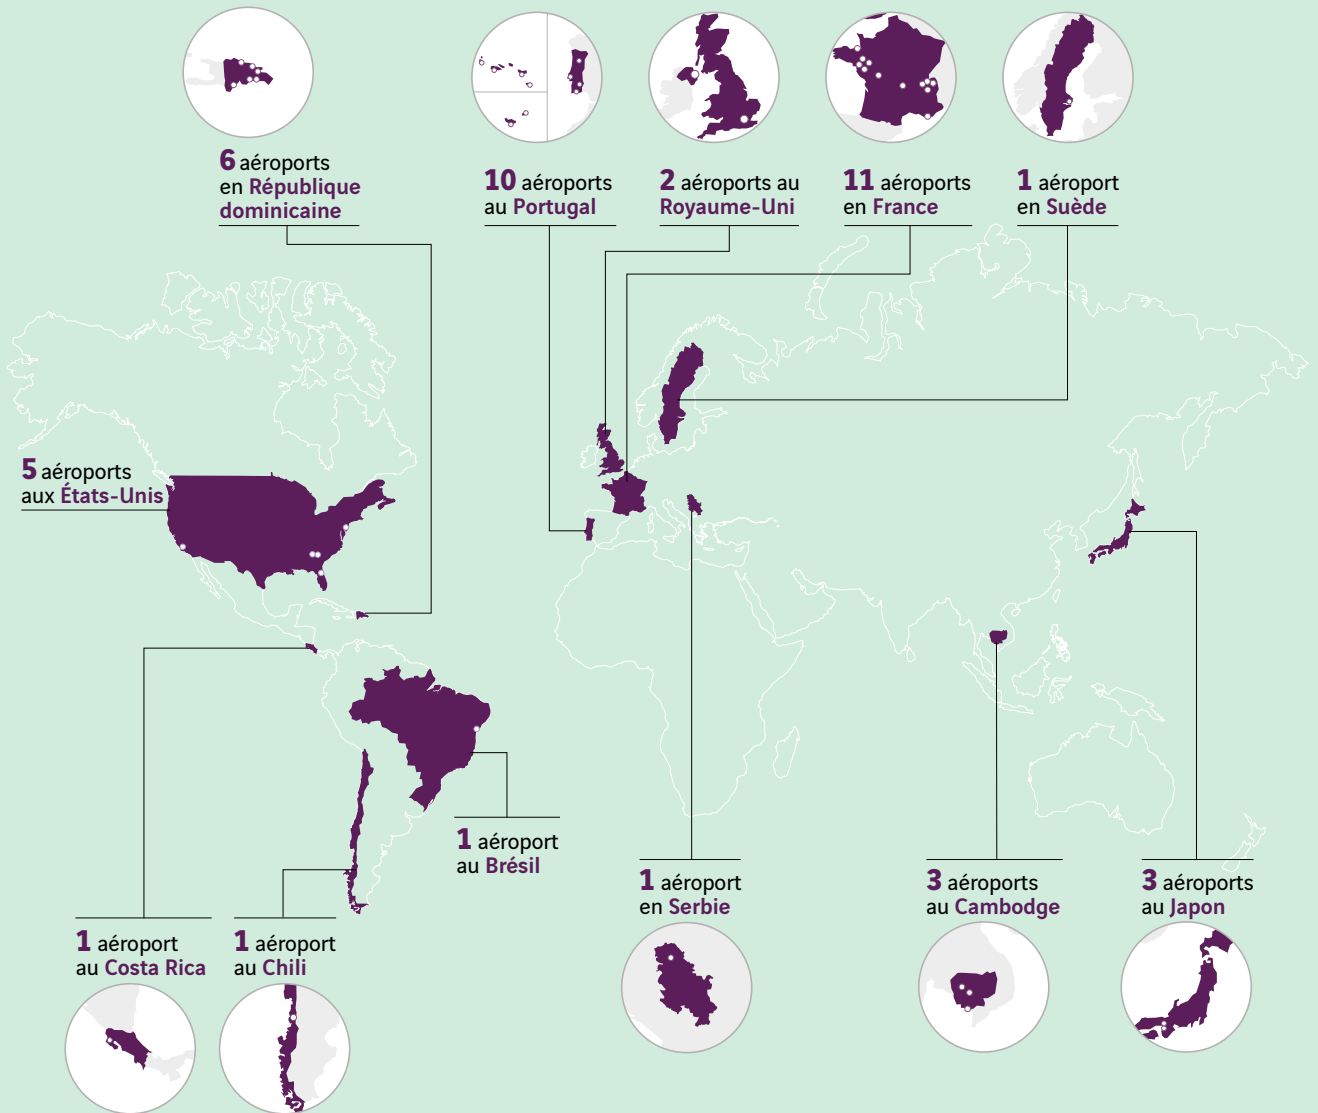 6 aéroports
en République
dominicaine
10 aéroports
au Portugal
2 aéroports au
Royaume-Uni
11 aéroports
en France
1 aéroport
en Suède
5 aéroports
aux États-Unis
1 aéroport
au Brésil
1 aéroport
en Serbie
3 aéroports
au Cambodge
3 aéroports
au Japon
1 aéroport
au Costa Rica
1 aéroport
au Chili